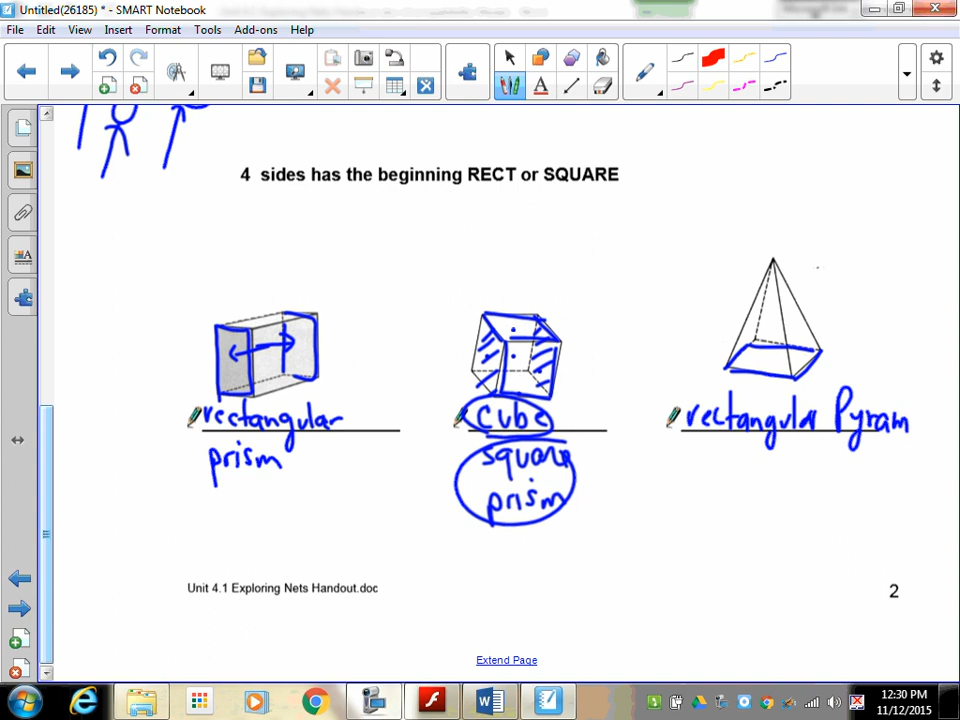 Untitled(26185) * - SMART Notebook
File Edit View Insert Format Tools Add-ons Help
4 sides has the beginning RECT or SQUARE
rectangular
prism
cube
square
prism
rectangular Pyram
Unit 4.1 Exploring Nets Handout.doc
2
Extend Page
12:30 PM
11/12/2015